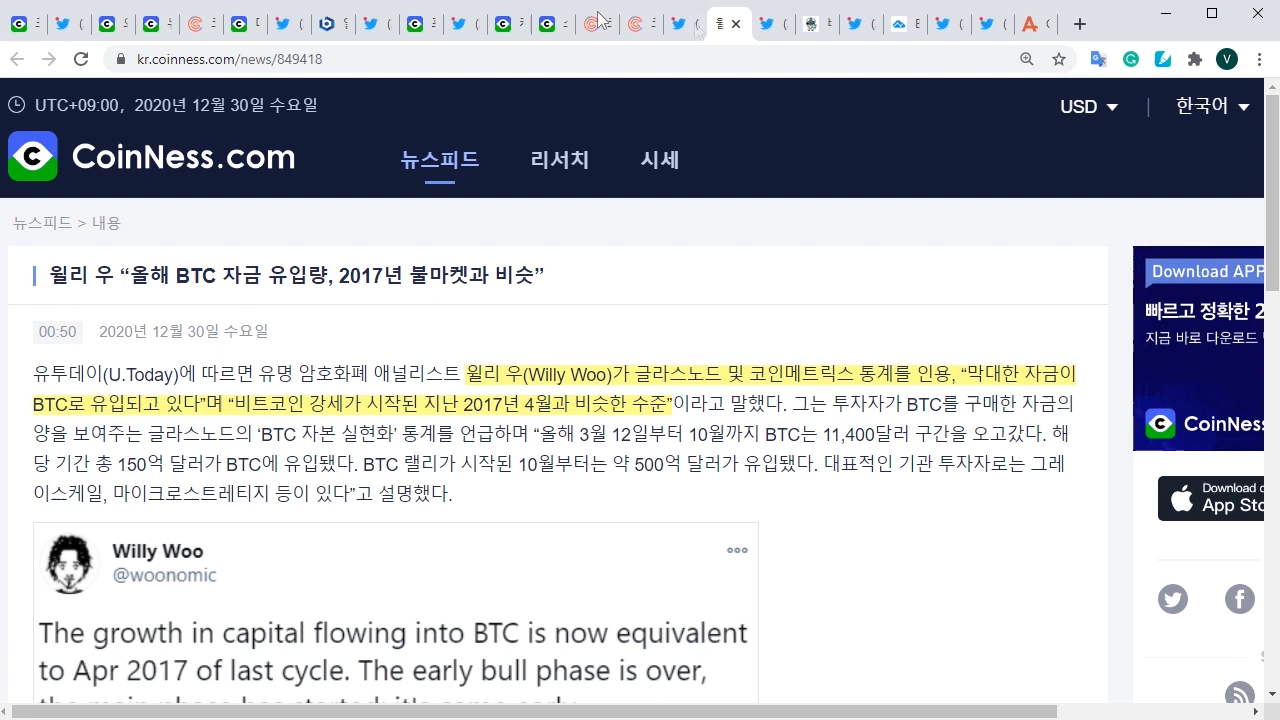 kr.coinness.com/news/849418
V
UTC+09:00, 2020년 12월 30일 수요일
USD
한국어
CoinNess.com
뉴스피드
리서치
시세
뉴스피드 > 내용
윌리 우 “올해 BTC 자금 유입량, 2017년 불마켓과 비슷”
00:50 2020년 12월 30일 수요일
유투데이(U.Today)에 따르면 유명 암호화폐 애널리스트 윌리 우(Willy Woo)가 글라스노드 및 코인메트릭스 통계를 인용, “막대한 자금이
BTC로 유입되고 있다”며 “비트코인 강세가 시작된 지난 2017년 4월과 비슷한 수준”이라고 말했다. 그는 투자자가 BTC를 구매한 자금의
양을 보여주는 글라스노드의 ‘BTC 자본 실현화’ 통계를 언급하며 “올해 3월 12일부터 10월까지 BTC는 11,400달러 구간을 오고갔다. 해
당 기간 총 150억 달러가 BTC에 유입됐다. BTC 랠리가 시작된 10월부터는 약 500억 달러가 유입됐다. 대표적인 기관 투자자로는 그레
이스케일, 마이크로스트레티지 등이 있다”고 설명했다.
Willy Woo
@woonomic
The growth in capital flowing into BTC is now equivalent
to Apr 2017 of last cycle. The early bull phase is over,
Download APP
빠르고 정확한 2
지금 바로 다운로드
CoinNess
Download o
App Sto